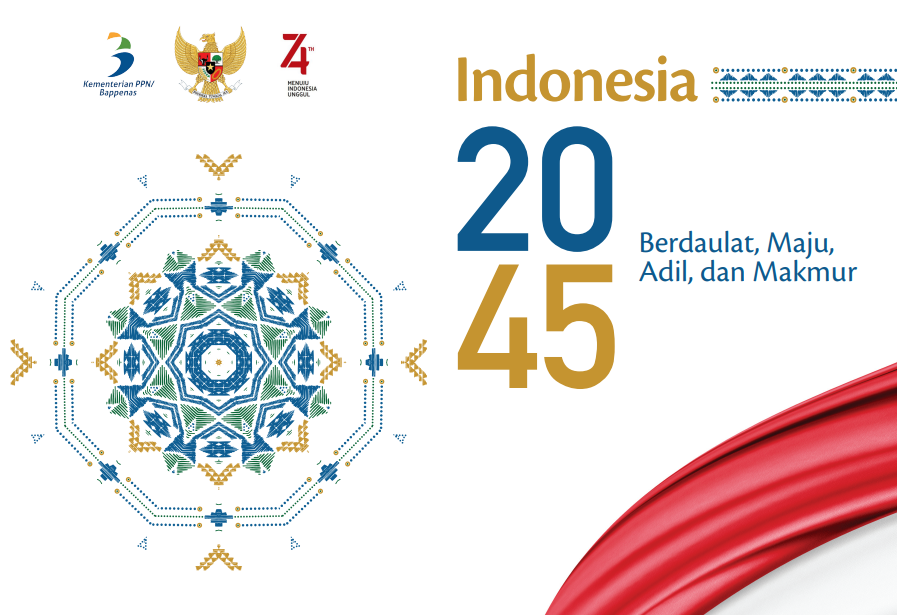 Kementerian PPN/
Bappenas
74TH
MENUJU
INDONESIA
UNGGUL
Indonesia
20
45
Berdaulat, Maju,
Adil, dan Makmur